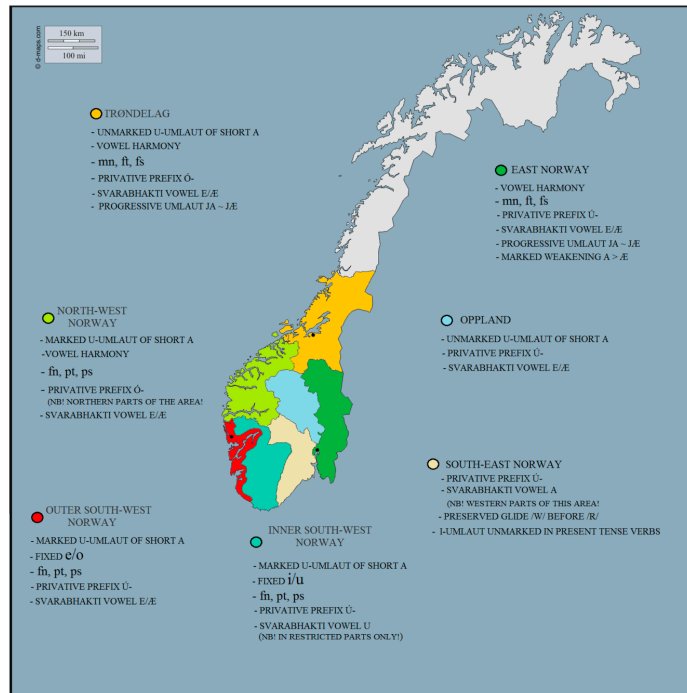 150 km
100 mi
© d-maps.com
TRØNDELAG
- UNMARKED U-UMLAUT OF SHORT A
- VOWEL HARMONY
- mn, ft, fs
- PRIVATIVE PREFIX Ó-
- SVARABHAKTI VOWEL E/Æ
- PROGRESSIVE UMLAUT JA ~ JÆ
EAST NORWAY
- VOWEL HARMONY
- mn, ft, fs
- PRIVATIVE PREFIX Ú-
- SVARABHAKTI VOWEL E/Æ
- PROGRESSIVE UMLAUT JA ~ JÆ
- MARKED WEAKENING A > Æ
NORTH-WEST
NORWAY
- MARKED U-UMLAUT OF SHORT A
-VOWEL HARMONY
- fn, pt, ps
- PRIVATIVE PREFIX Ó-
(NB! NORTHERN PARTS OF THE AREA!
- SVARABHAKTI VOWEL E/Æ
OPPLAND
- UNMARKED U-UMLAUT OF SHORT A
- PRIVATIVE PREFIX Ú-
- SVARABHAKTI VOWEL E/Æ
SOUTH-EAST NORWAY
- PRIVATIVE PREFIX Ú-
- SVARABHAKTI VOWEL A
(NB! WESTERN PARTS OF THIS AREA!)
- PRESERVED GLIDE /W/ BEFORE /R/
- I-UMLAUT UNMARKED IN PRESENT TENSE VERBS
OUTER SOUTH-WEST
NORWAY
- MARKED U-UMLAUT OF SHORT A
- FIXED e/o
- fn, pt, ps
- PRIVATIVE PREFIX Ú-
- SVARABHAKTI VOWEL E/Æ
INNER SOUTH-WEST
NORWAY
- MARKED U-UMLAUT OF SHORT A
- FIXED i/u
- fn, pt, ps
- PRIVATIVE PREFIX Ú-
- SVARABHAKTI VOWEL U
(NB! IN RESTRICTED PARTS ONLY!)